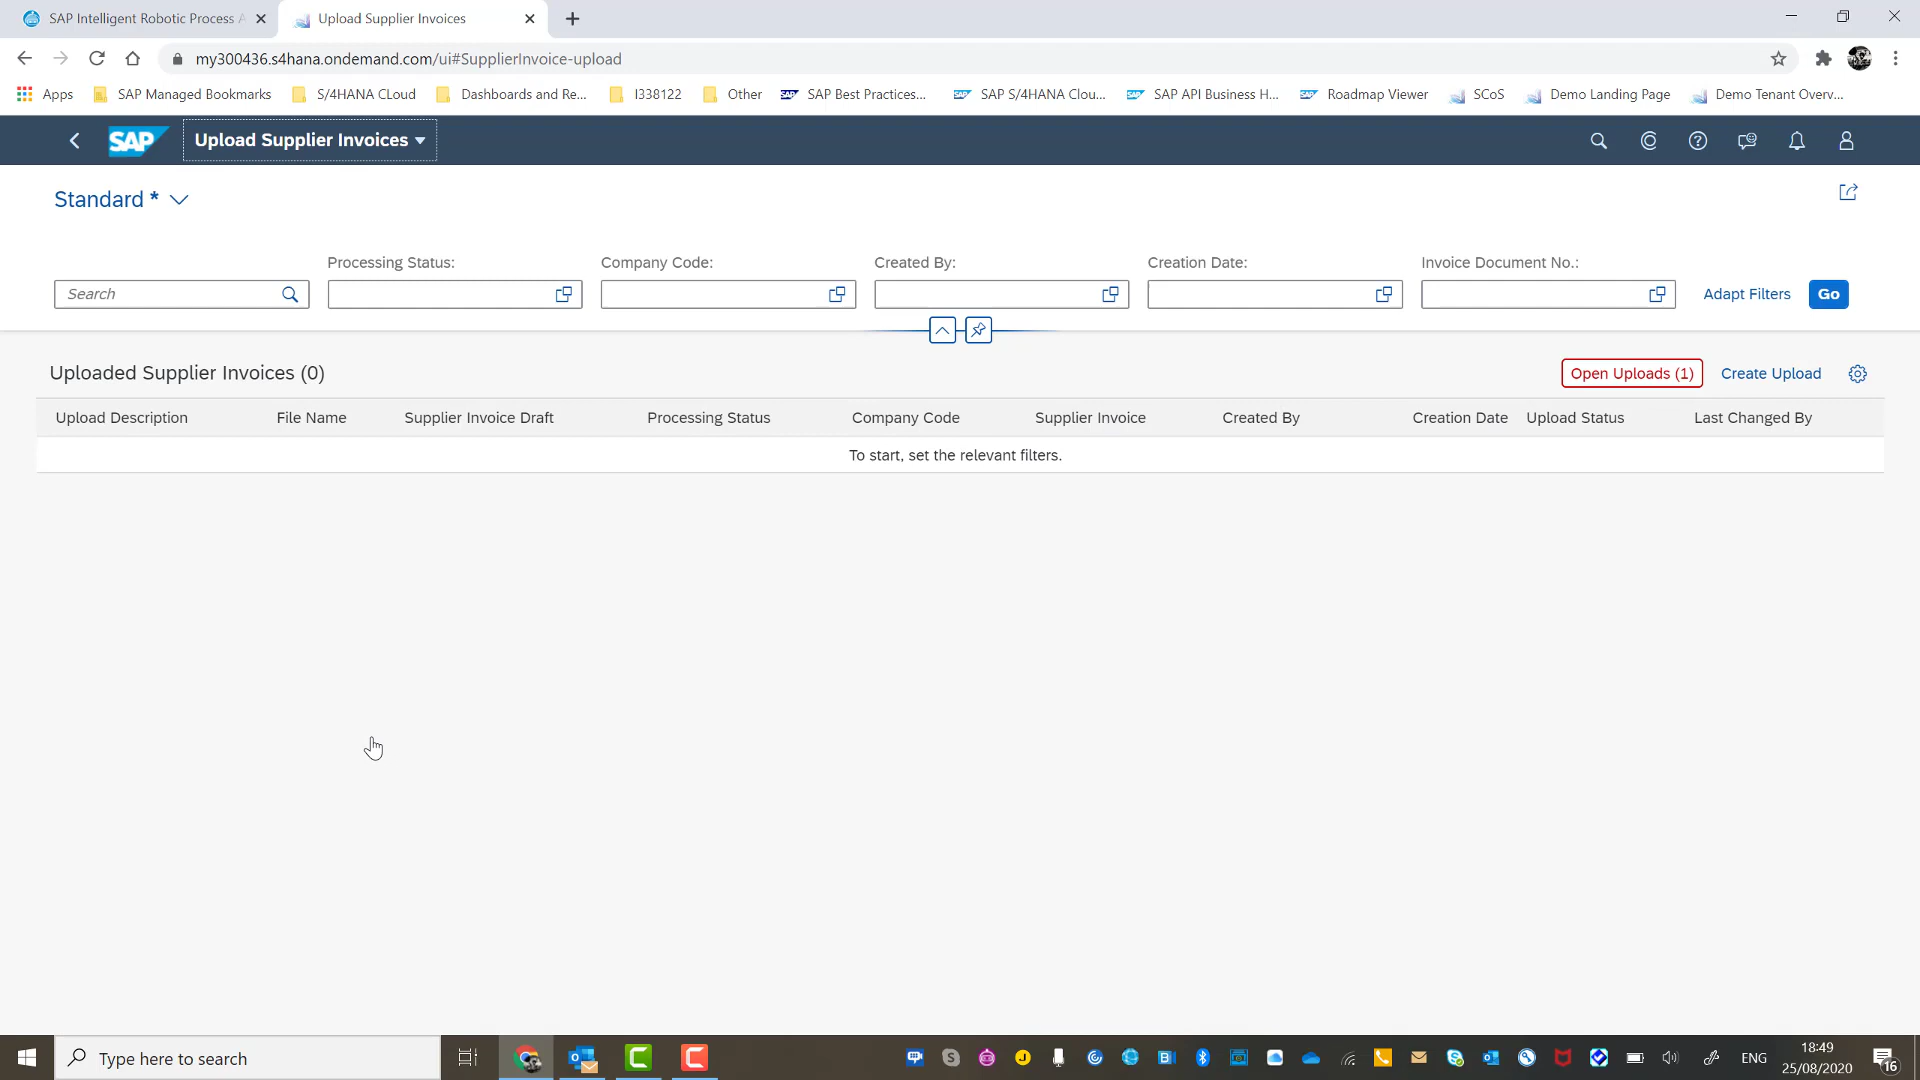 SAP Intelligent Robotic Process A
Upload Supplier Invoices
my300436.s4hana.ondemand.com/ui#SupplierInvoice-upload
Apps
SAP Managed Bookmarks
S/4HANA CLoud
Dashboards and Re...
I338122
Other
SAP Best Practices...
SAP S/4HANA Clou...
SAP API Business H...
Roadmap Viewer
SCoS
Demo Landing Page
Demo Tenant Overv...
SAP
Upload Supplier Invoices
Standard *
Processing Status:
Company Code:
Created By:
Creation Date:
Invoice Document No.:
Search
Adapt Filters
Go
Uploaded Supplier Invoices (0)
Open Uploads (1)
Create Upload
Upload Description
File Name
Supplier Invoice Draft
Processing Status
Company Code
Supplier Invoice
Created By
Creation Date
Upload Status
Last Changed By
To start, set the relevant filters.
Type here to search
ENG
18:49
25/08/2020
16